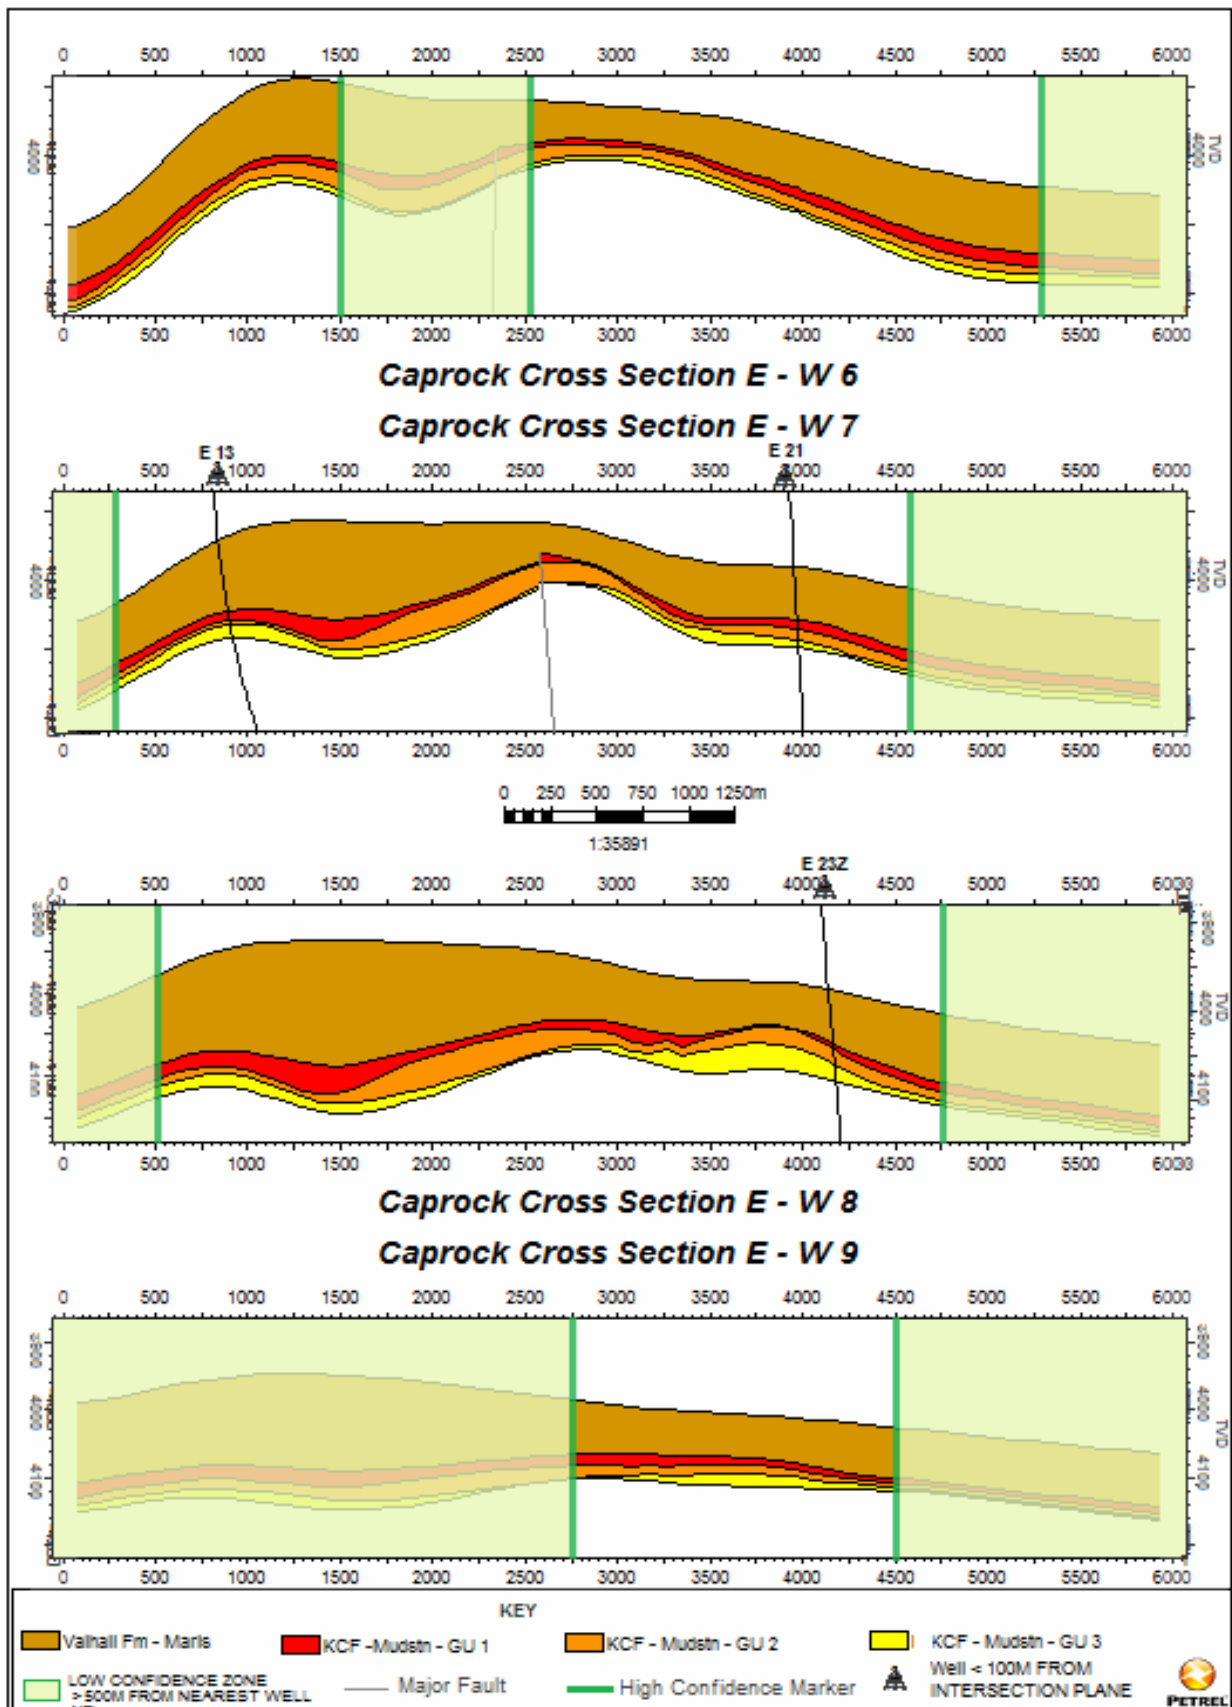 0 500 1000 1500 2000 2500 3000 3500 4000 4500 5000 5500 6000
4000
TVD
4000
0 500 1000 1500 2000 2500 3000 3500 4000 4500 5000 5500 6000
Caprock Cross Section E - W 6
Caprock Cross Section E - W 7
E 13
E 21
0 500 1000 1500 2000 2500 3000 3500 4000 4500 5000 5500 6000
4000
TVD
4000
0 500 1000 1500 2000 2500 3000 3500 4000 4500 5000 5500 6000
0 250 500 750 1000 1250m
1:35891
E 23Z
0 500 1000 1500 2000 2500 3000 3500 4000 4500 5000 5500
3900
4000
4100
3900
TVD
4000
4100
0 500 1000 1500 2000 2500 3000 3500 4000 4500 5000 5500
Caprock Cross Section E - W 8
Caprock Cross Section E - W 9
0 500 1000 1500 2000 2500 3000 3500 4000 4500 5000 5500 6000
3900
4000
4100
3900
4000
TVD
4100
0 500 1000 1500 2000 2500 3000 3500 4000 4500 5000 5500 6000
KEY
Valhall Fm - Marls
KCF -Mudstn - GU 1
KCF - Mudstn - GU 2
KCF - Mudstn - GU 3
LOW CONFIDENCE ZONE
> 500M FROM NEAREST WELL
Major Fault
High Confidence Marker
Well < 100M FROM
INTERSECTION PLANE
PETREL